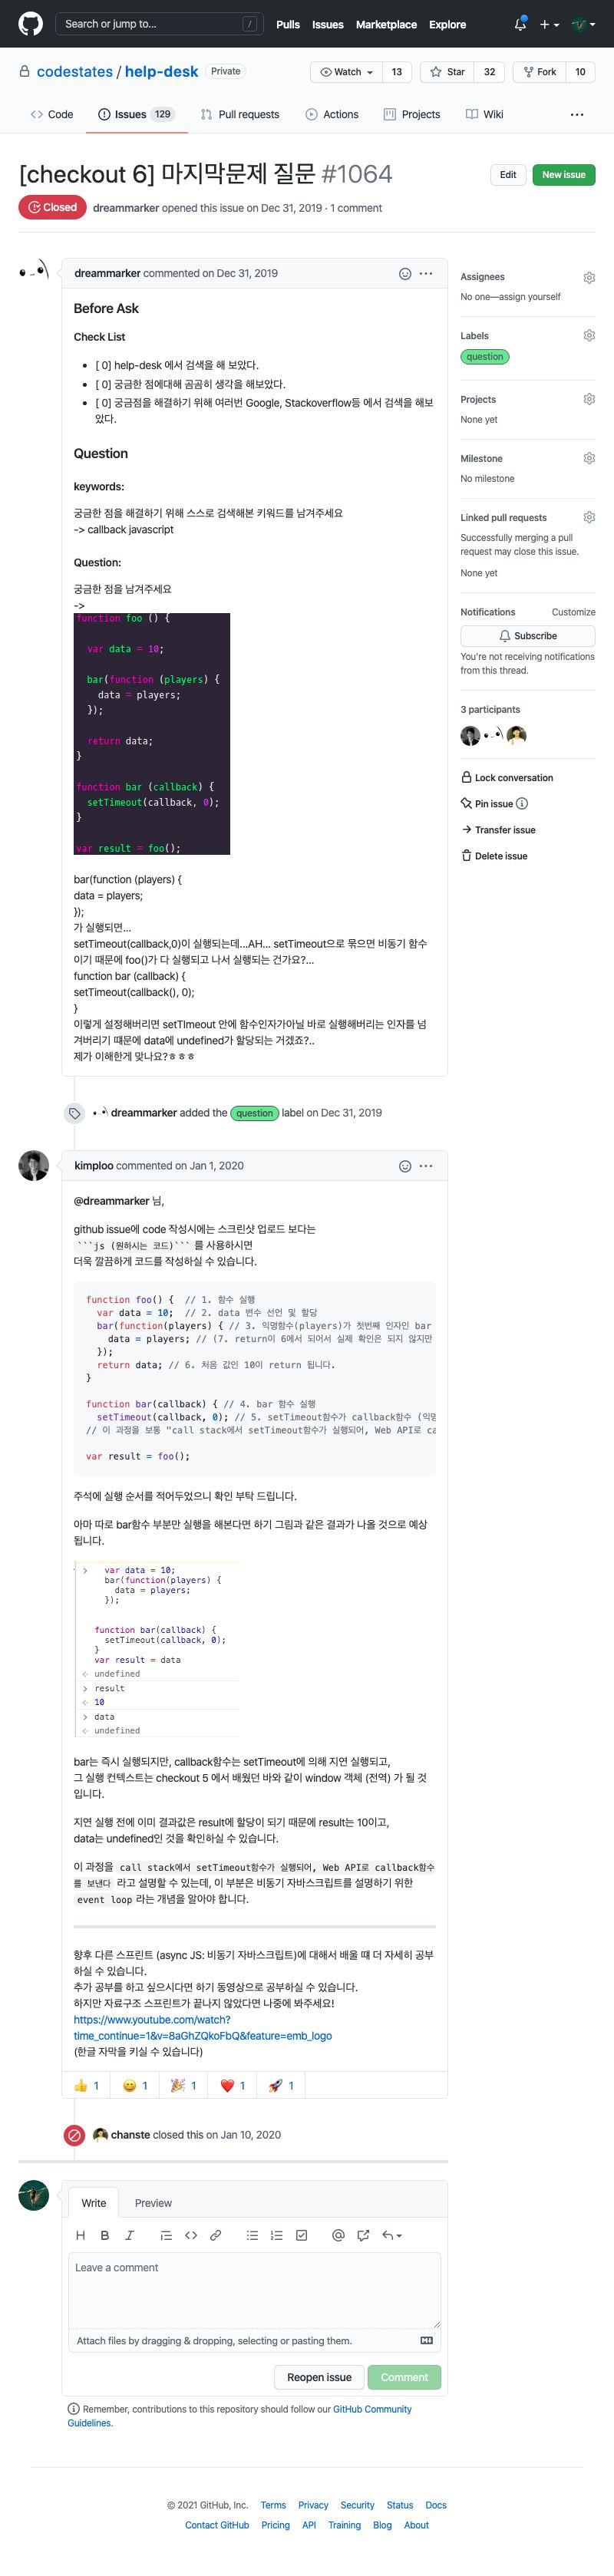 Search or jump to... /
Pulls Issues Marketplace Explore
codestates / help-desk Private
Watch 13 Star 32 Fork 10
Code Issues 129 Pull requests Actions Projects Wiki ...
[checkout 6] 마지막문제 질문 #1064
Edit New issue
Closed dreammarker opened this issue on Dec 31, 2019 · 1 comment
dreammarker commented on Dec 31, 2019
Before Ask
Check List
• [ 0] help-desk 에서 검색을 해 보았다.
• [ 0] 궁금한 점에대해 곰곰히 생각을 해보았다.
• [ 0] 궁금점을 해결하기 위해 여러번 Google, Stackoverflow등 에서 검색을 해보
았다.
Question
keywords:
궁금한 점을 해결하기 위해 스스로 검색해본 키워드를 남겨주세요
-> callback javascript
Question:
궁금한 점을 남겨주세요
->
function foo () {
var data = 10;
bar(function (players) {
data = players;
});
return data;
}
function bar (callback) {
setTimeout(callback, 0);
}
var result = foo();
bar(function (players) {
data = players;
});
가 실행되면...
setTimeout(callback,0)이 실행되는데...AH... setTimeout으로 묶으면 비동기 함수
이기 때문에 foo()가 다 실행되고 나서 실행되는 건가요?...
function bar (callback) {
setTimeout(callback(), 0);
}
이렇게 설정해버리면 setTImeout 안에 함수인자가아닐 바로 실행해버리는 인자를 넘
겨버리기 때문에 data에 undefined가 할당되는 거겠죠?..
제가 이해한게 맞나요?ㅎㅎㅎ
Assignees
No one—assign yourself
Labels
question
Projects
None yet
Milestone
No milestone
Linked pull requests
Successfully merging a pull
request may close this issue.
None yet
Notifications Customize
Subscribe
You're not receiving notifications
from this thread.
3 participants
Lock conversation
Pin issue
Transfer issue
Delete issue
dreammarker added the question label on Dec 31, 2019
kimploo commented on Jan 1, 2020
@dreammarker 님,
github issue에 code 작성시에는 스크린샷 업로드 보다는
```js (원하시는 코드)``` 를 사용하시면
더욱 깔끔하게 코드를 작성하실 수 있습니다.
function foo() { // 1. 함수 실행
var data = 10; // 2. data 변수 선언 및 할당
bar(function(players) { // 3. 익명함수(players)가 첫번째 인자인 bar
data = players; // (7. return이 6에서 되어서 실제 확인은 되지 않지만
});
return data; // 6. 처음 값인 10이 return 됩니다.
}
function bar(callback) { // 4. bar 함수 실행
setTimeout(callback, 0); // 5. setTimeout함수가 callback함수 (익명
// 이 과정을 보통 "call stack에서 setTimeout함수가 실행되어, Web API로 ca
var result = foo();
주석에 실행 순서를 적어두었으니 확인 부탁 드립니다.
아마 따로 bar함수 부분만 실행을 해본다면 하기 그림과 같은 결과가 나올 것으로 예상
됩니다.
> var data = 10;
bar(function(players) {
data = players;
});
function bar(callback) {
setTimeout(callback, 0);
}
var result = data
< undefined
> result
< 10
> data
< undefined
bar는 즉시 실행되지만, callback함수는 setTimeout에 의해 지연 실행되고,
그 실행 컨텍스트는 checkout 5 에서 배웠던 바와 같이 window 객체 (전역) 가 될 것
입니다.
지연 실행 전에 이미 결과값은 result에 할당이 되기 때문에 result는 10이고,
data는 undefined인 것을 확인하실 수 있습니다.
이 과정을 call stack에서 setTimeout함수가 실행되어, Web API로 callback함수
를 보낸다 라고 설명할 수 있는데, 이 부분은 비동기 자바스크립트를 설명하기 위한
event loop 라는 개념을 알아야 합니다.
향후 다른 스프린트 (async JS: 비동기 자바스크립트)에 대해서 배울 떄 더 자세히 공부
하실 수 있습니다.
추가 공부를 하고 싶으시다면 하기 동영상으로 공부하실 수 있습니다.
하지만 자료구조 스프린트가 끝나지 않았다면 나중에 봐주세요!
https://www.youtube.com/watch?
time_continue=1&v=8aGhZQkoFbQ&feature=emb_logo
(한글 자막을 키실 수 있습니다)
👍 1 😄 1 🎉 1 ❤️ 1 🚀 1
chanste closed this on Jan 10, 2020
Write Preview
H B I
Leave a comment
Attach files by dragging & dropping, selecting or pasting them.
Reopen issue Comment
Remember, contributions to this repository should follow our GitHub Community
Guidelines.
© 2021 GitHub, Inc. Terms Privacy Security Status Docs
Contact GitHub Pricing API Training Blog About